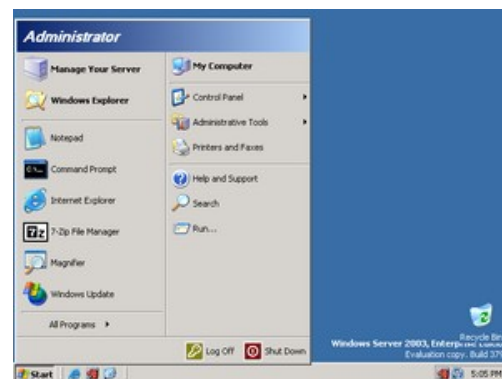 Administrator
Manage Your Server
Windows Explorer
Notepad
Command Prompt
Internet Explorer
7-Zip File Manager
Magnifier
Windows Update
All Programs
My Computer
Control Panel
Administrative Tools
Printers and Faxes
Help and Support
Search
Run...
Log Off
Shut Down
Recycle Bin
Windows Server 2003, Enterprise
Evaluation copy. Build 379
Start
5:05 PM